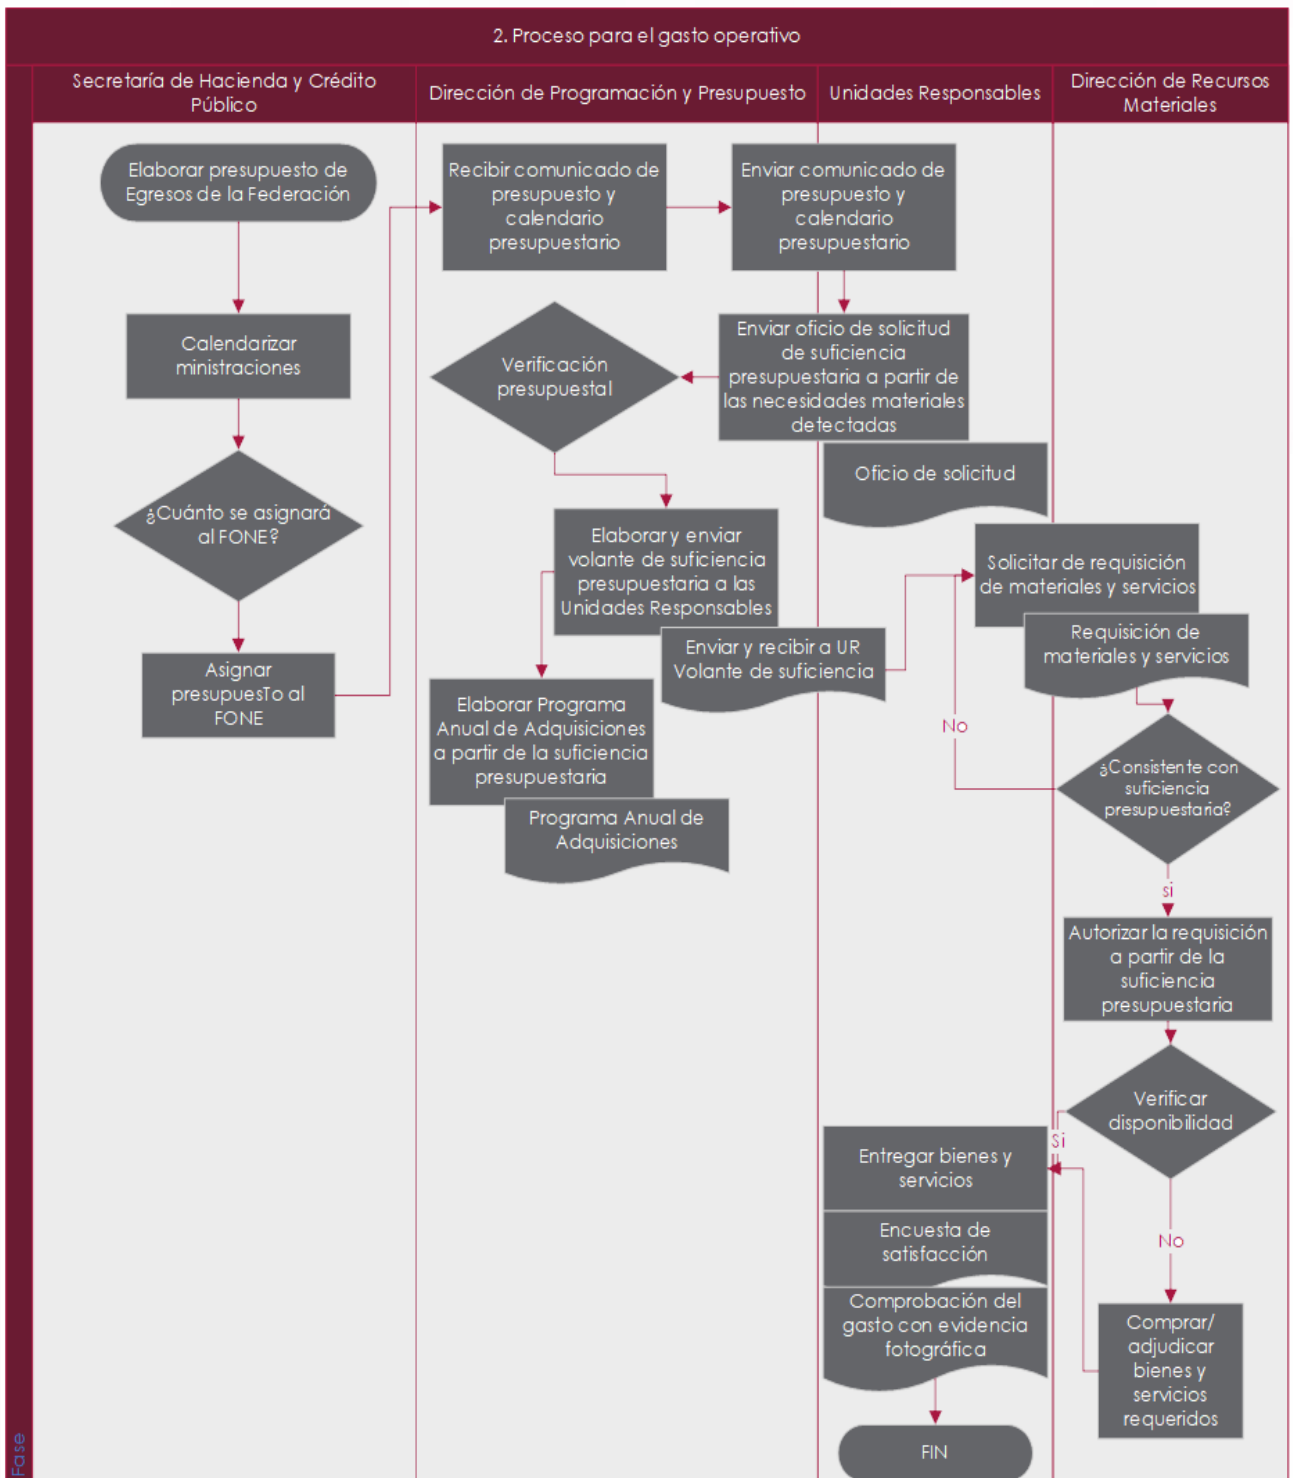 2. Proceso para el gasto operativo
Secretaría de Hacienda y Crédito
Público
Dirección de Programación y Presupuesto
Unidades Responsables
Dirección de Recursos
Materiales
Elaborar presupuesto de
Egresos de la Federación
Calendarizar
ministraciones
¿Cuánto se asignará
al FONE?
Asignar
presupuesTo al
FONE
Recibir comunicado de
presupuesto y
calendario
presupuestario
Enviar comunicado de
presupuesto y
calendario
presupuestario
Enviar oficio de solicitud
de suficiencia
presupuestaria a partir de
las necesidades materiales
detectadas
Oficio de solicitud
Verificación
presupuestal
Elaborar y enviar
volante de suficiencia
presupuestaria a las
Unidades Responsables
Enviar y recibir a UR
Volante de suficiencia
Elaborar Programa
Anual de Adquisiciones
a partir de la suficiencia
presupuestaria
Programa Anual de
Adquisiciones
Solicitar de requisición
de materiales y servicios
Requisición de
materiales y servicios
No
¿Consistente con
suficiencia
presupuestaria?
si
Autorizar la requisición
a partir de la
suficiencia
presupuestaria
Verificar
disponibilidad
Si
No
Comprar/
adjudicar
bienes y
servicios
requeridos
Entregar bienes y
servicios
Encuesta de
satisfacción
Comprobación del
gasto con evidencia
fotográfica
FIN
Fase